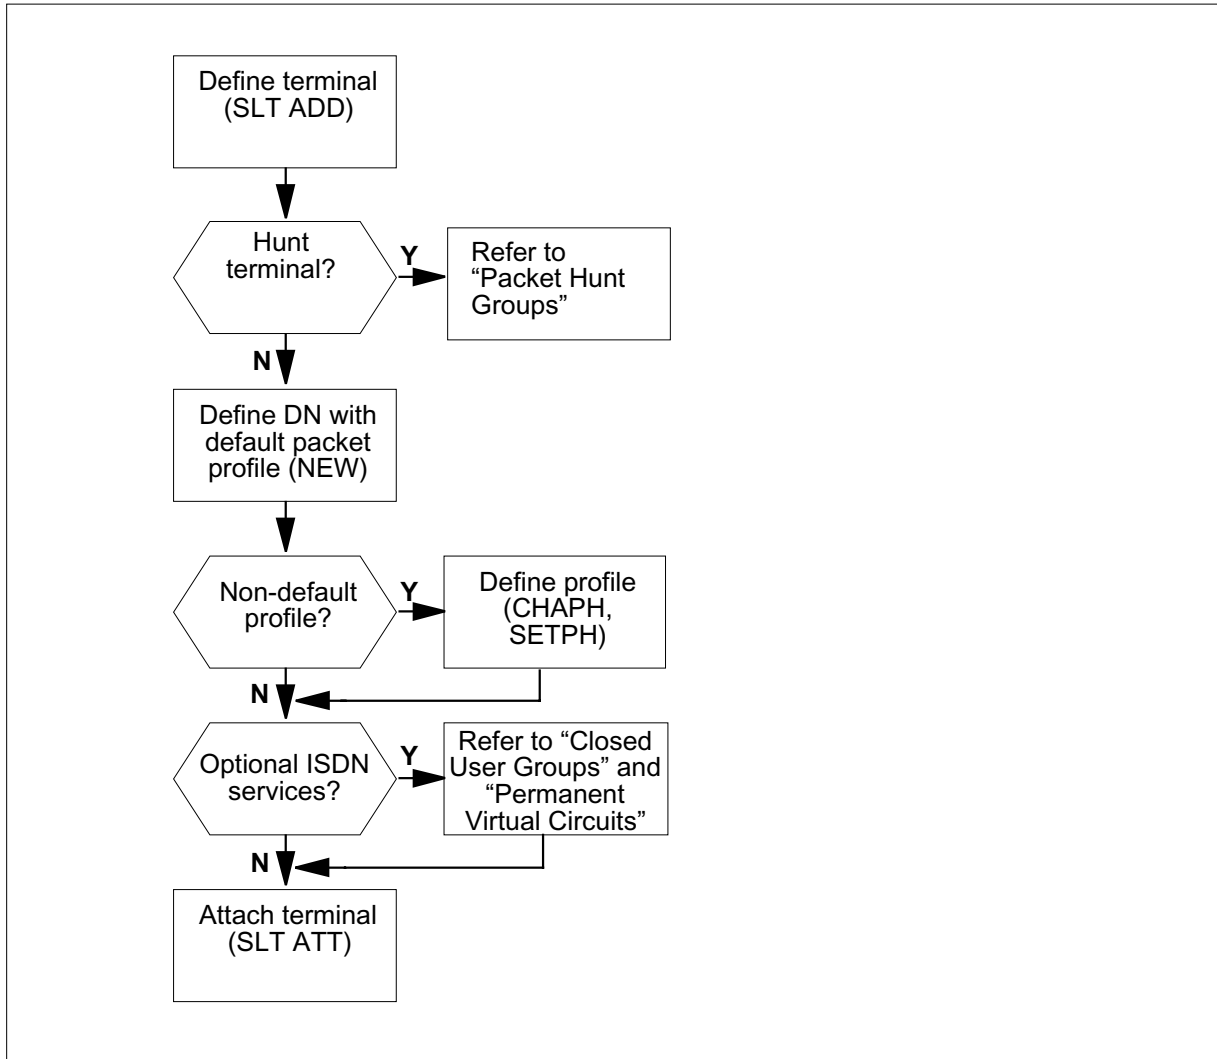 Define terminal
(SLT ADD)
Hunt
terminal?
Y
Refer to
“Packet Hunt
Groups”
N
Define DN with
default packet
profile (NEW)
Non-default
profile?
Y
Define profile
(CHAPH,
SETPH)
N
Optional ISDN
services?
Y
Refer to “Closed
User Groups” and
“Permanent
Virtual Circuits”
N
Attach terminal
(SLT ATT)